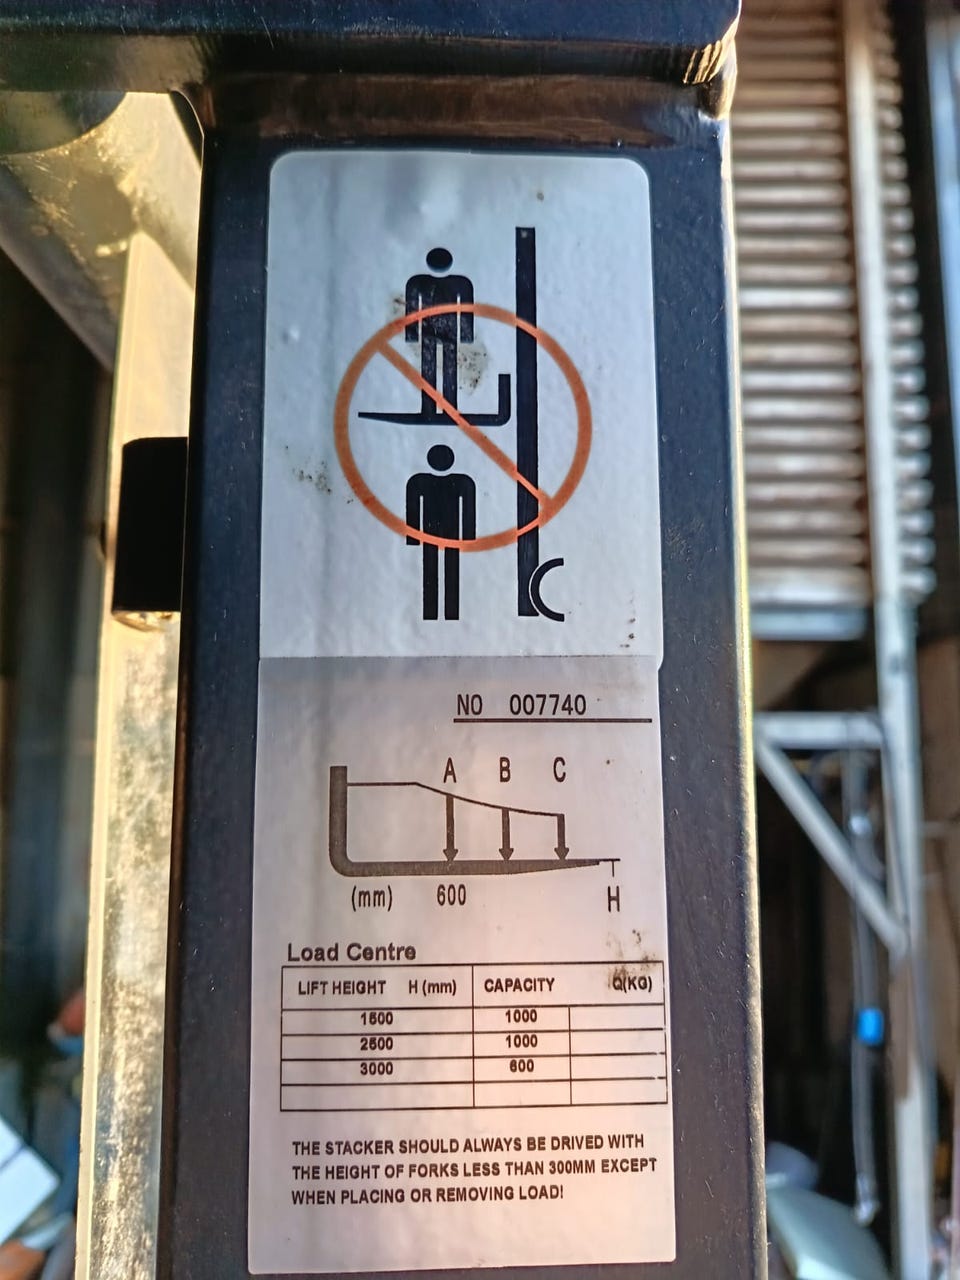 NO 007740
A B C
(mm) 600 H
Load Centre
LIFT HEIGHT H (mm) CAPACITY Q(KG)
1600 1000
2500 1000
3000 600
THE STACKER SHOULD ALWAYS BE DRIVED WITH
THE HEIGHT OF FORKS LESS THAN 300MM EXCEPT
WHEN PLACING OR REMOVING LOAD!